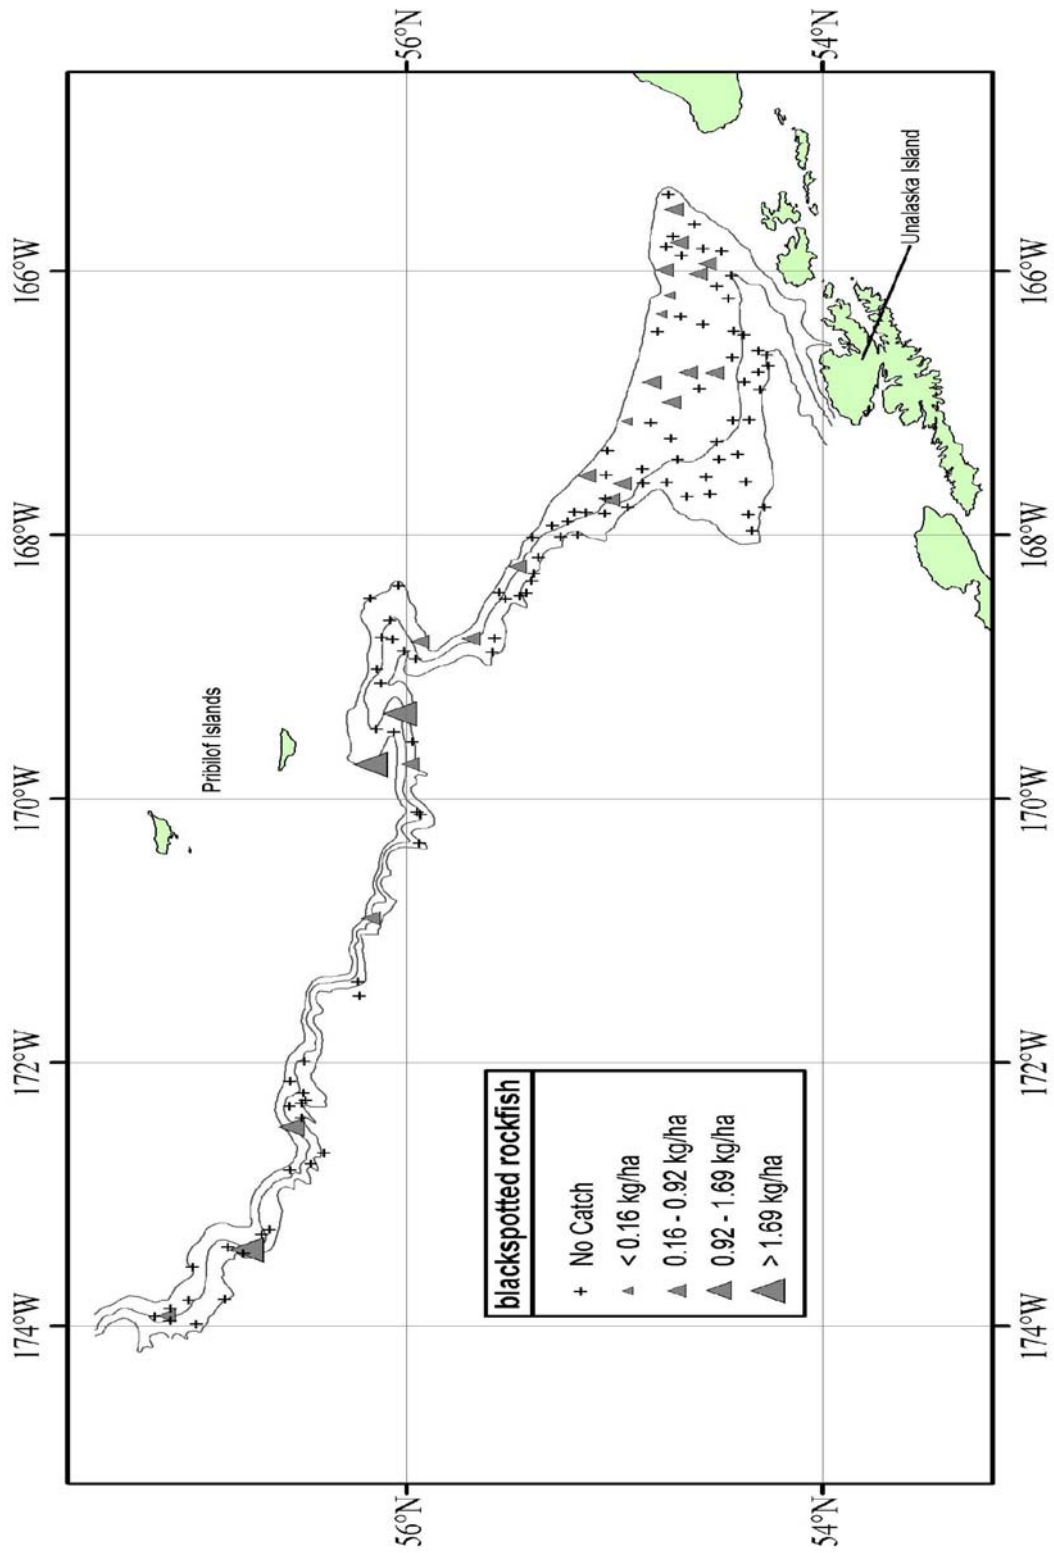 174°W
172°W
170°W
168°W
166°W
56°N
56°N
54°N
54°N
Pribilof Islands
Unalaska Island
blackspotted rockfish
No Catch
< 0.16 kg/ha
0.16 - 0.92 kg/ha
0.92 - 1.69 kg/ha
> 1.69 kg/ha
174°W
172°W
170°W
168°W
166°W